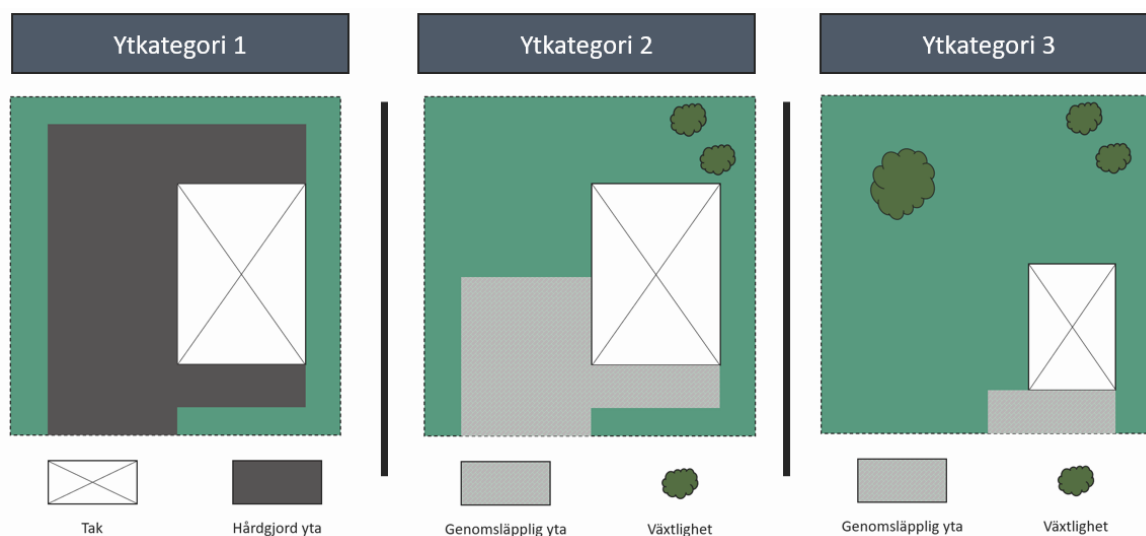 Ytkategori 1
Ytkategori 2
Ytkategori 3
Tak
Hårdgjord yta
Genomsläpplig yta
Växtlighet
Genomsläpplig yta
Växtlighet